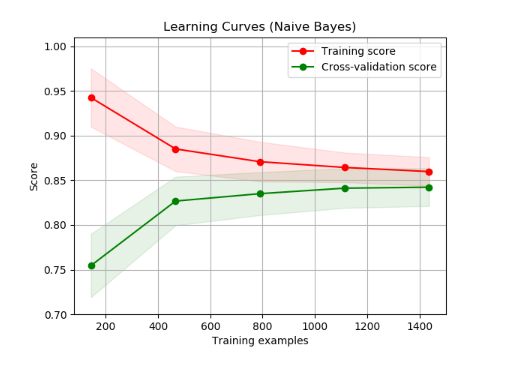 Learning Curves (Naive Bayes)
1.00
0.95
0.90
0.85
0.80
0.75
0.70
Score
Training score
Cross-validation score
200 400 600 800 1000 1200 1400
Training examples